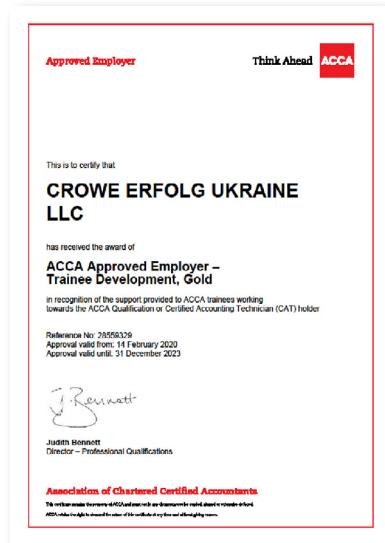 Approved Employer
Think Ahead ACCA
This is to certify that
CROWE ERFOLG UKRAINE
LLC
has received the award of
ACCA Approved Employer –
Trainee Development, Gold
in recognition of the support provided to ACCA trainees working
towards the ACCA Qualification or Certified Accounting Technician (CAT) holder
Reference No: 28559329
Approval valid from: 14 February 2020
Approval valid until: 31 December 2023
J. Bennett
Judith Bennett
Director – Professional Qualifications
Association of Chartered Certified Accountants